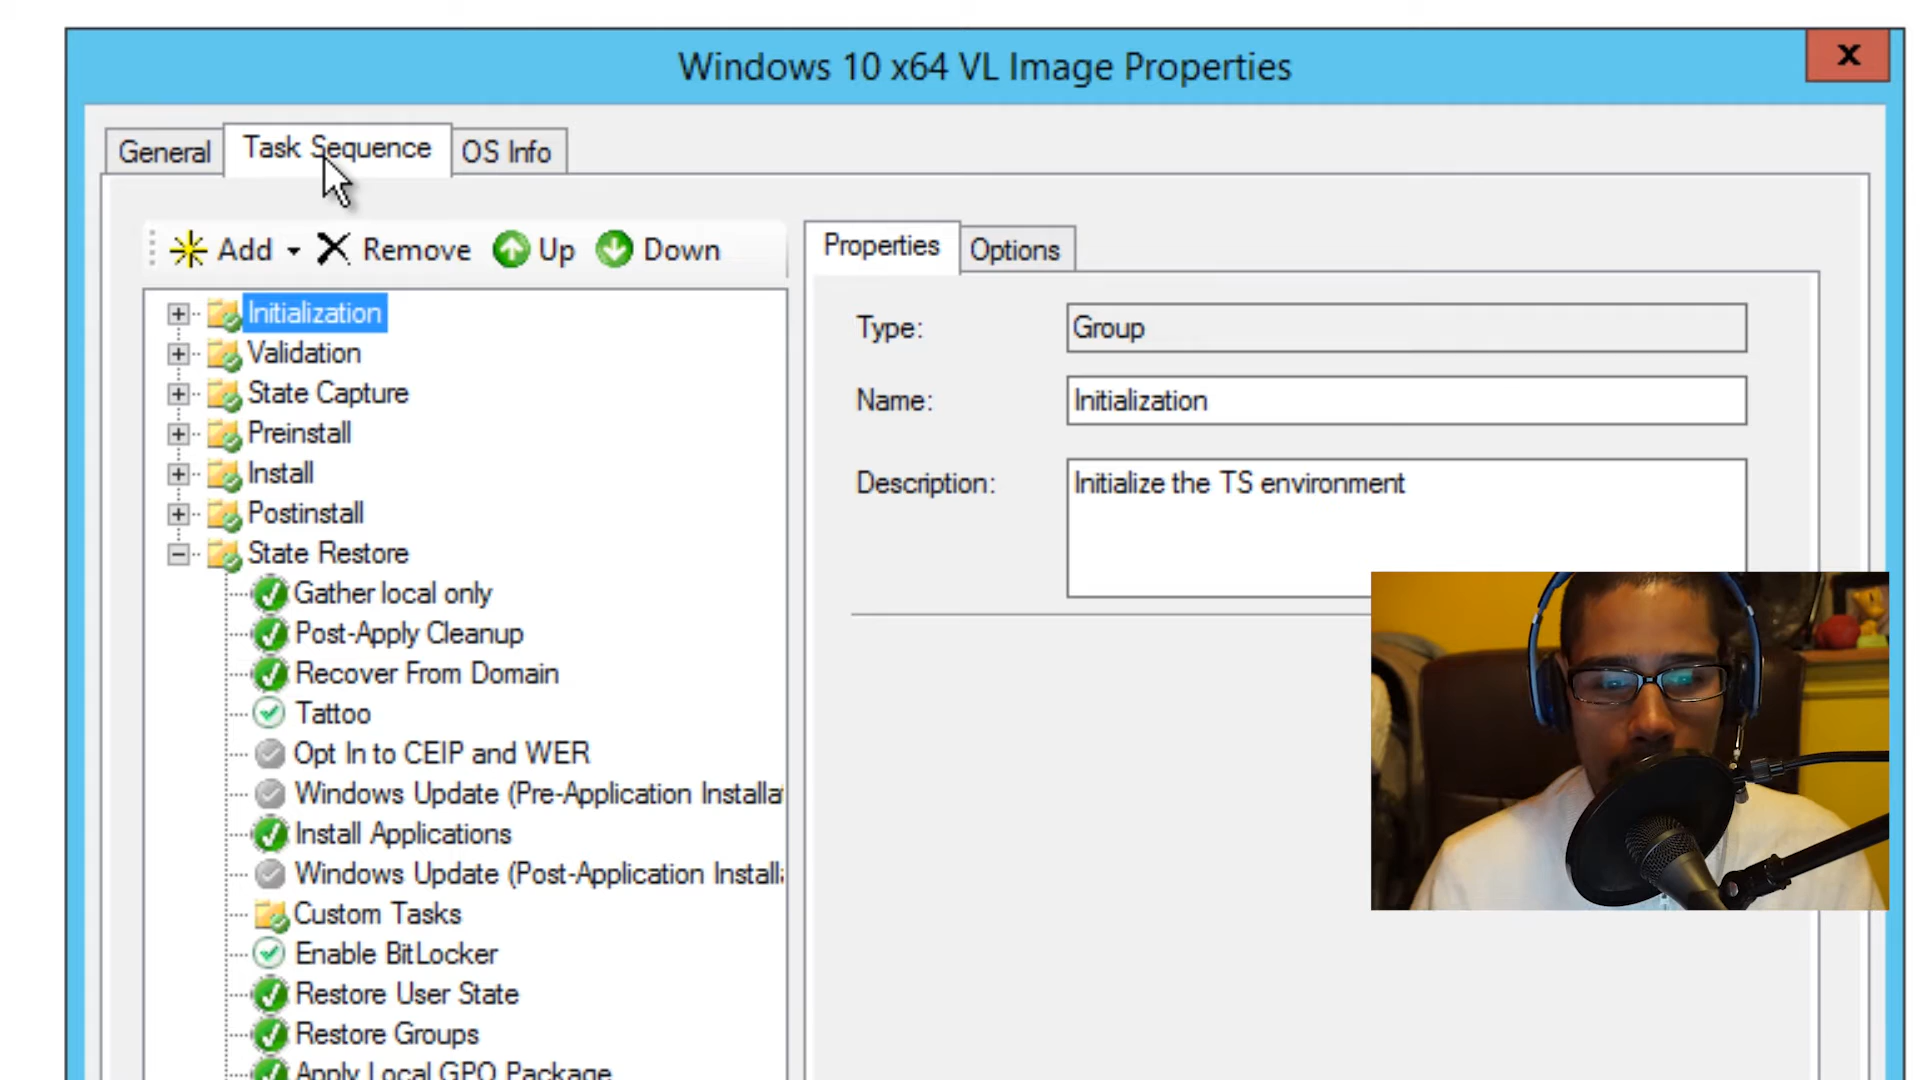 Windows 10 x64 VL Image Properties
X
General
Task Sequence
OS Info
Add
Remove
Up
Down
Initialization
Validation
State Capture
Preinstall
Install
Postinstall
State Restore
Gather local only
Post-Apply Cleanup
Recover From Domain
Tattoo
Opt In to CEIP and WER
Windows Update (Pre-Application Installa
Install Applications
Windows Update (Post-Application Install
Custom Tasks
Enable BitLocker
Restore User State
Restore Groups
Apply Local GPO Package
Properties
Options
Type:
Group
Name:
Initialization
Description:
Initialize the TS environment